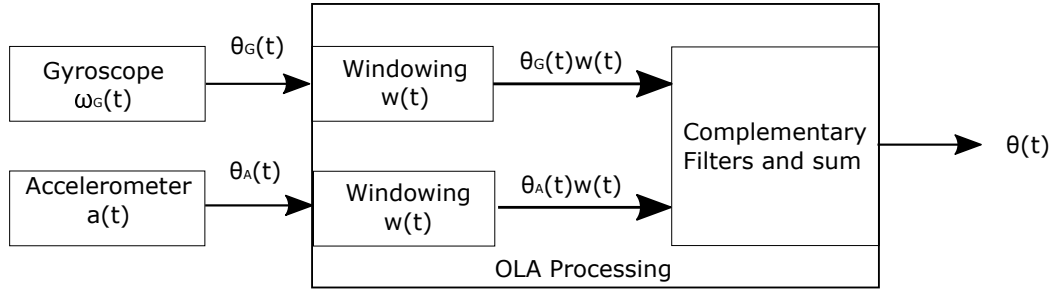 Gyroscope
ωG(t)
θG(t)
Windowing
w(t)
θG(t)w(t)
Accelerometer
a(t)
θA(t)
Windowing
w(t)
θA(t)w(t)
Complementary
Filters and sum
θ(t)
OLA Processing